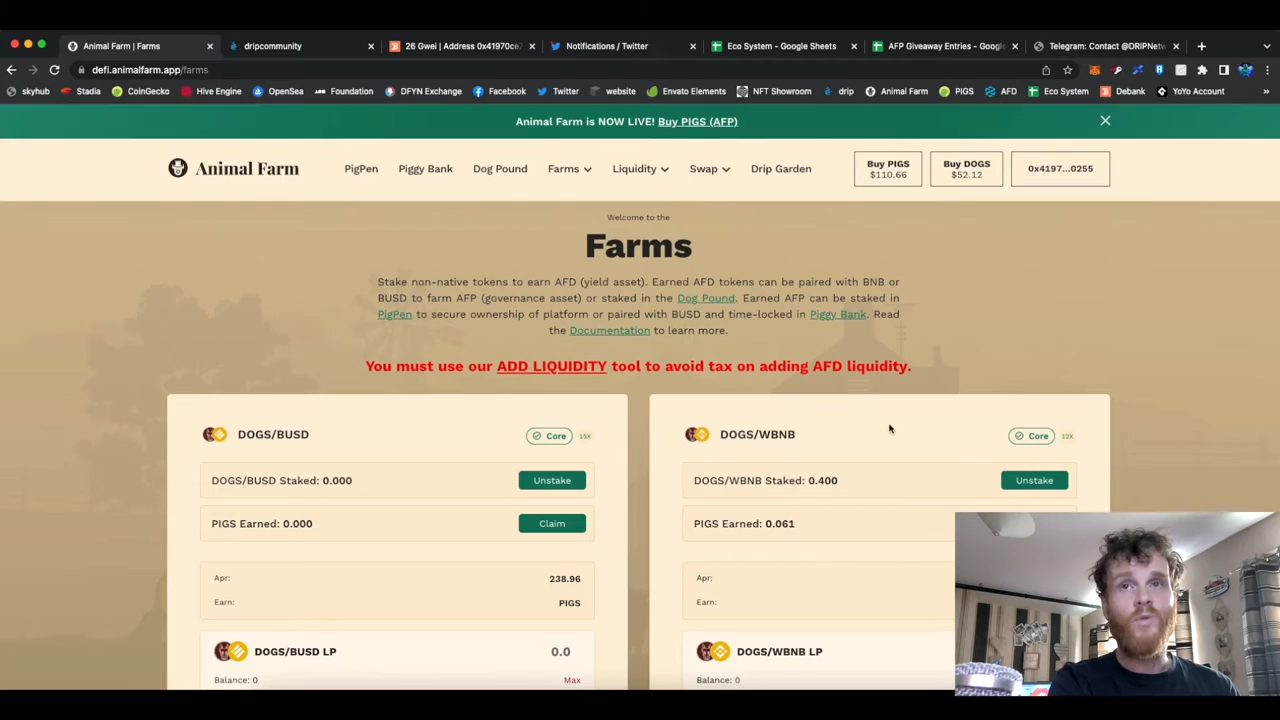 Animal Farm | Farms
dripcommunity
26 Gwei | Address 0x41970ce7
Notifications / Twitter
Eco System - Google Sheets
AFP Giveaway Entries - Goog
Telegram: Contact @DRIPNetw
defi.animalfarm.app/farms
skyhub
Stadia
CoinGecko
Hive Engine
OpenSea
Foundation
DFYN Exchange
Facebook
Twitter
website
Envato Elements
NFT Showroom
drip
Animal Farm
PIGS
AFD
Eco System
Debank
YoYo Account
Animal Farm is NOW LIVE! Buy PIGS (AFP)
Animal Farm
PigPen
Piggy Bank
Dog Pound
Farms
Liquidity
Swap
Drip Garden
Buy PIGS
$110.66
Buy DOGS
$52.12
0x4197...0255
Welcome to the
Farms
Stake non-native tokens to earn AFD (yield asset). Earned AFD tokens can be paired with BNB or
BUSD to farm AFP (governance asset) or staked in the Dog Pound. Earned AFP can be staked in
PigPen to secure ownership of platform or paired with BUSD and time-locked in Piggy Bank. Read
the Documentation to learn more.
You must use our ADD LIQUIDITY tool to avoid tax on adding AFD liquidity.
DOGS/BUSD
Core
15X
DOGS/BUSD Staked: 0.000
Unstake
PIGS Earned: 0.000
Claim
Apr:
238.96
Earn:
PIGS
DOGS/BUSD LP
0.0
Balance: 0
Max
DOGS/WBNB
Core
12X
DOGS/WBNB Staked: 0.400
Unstake
PIGS Earned: 0.061
Apr:
Earn:
DOGS/WBNB LP
Balance: 0